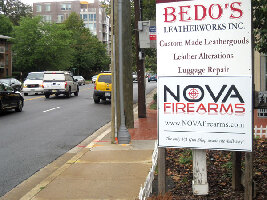 BEDO'S
LEATHERWORKS INC.
Custom Made Leathergoods
Leather Alterations
Luggage Repair
NOVA
FIREARMS
www.NOVAFirearms.com